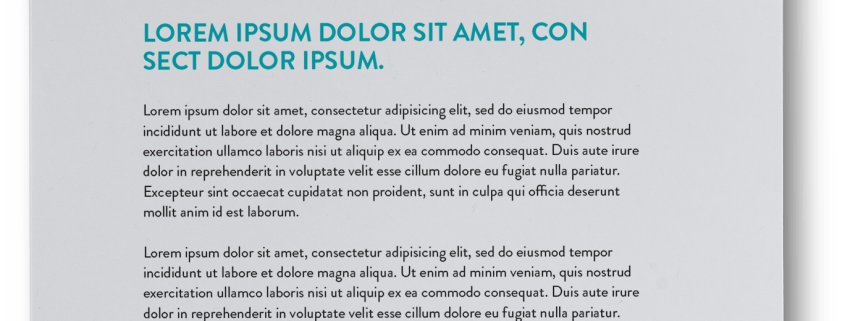 LOREM IPSUM DOLOR SIT AMET, CON
SECT DOLOR IPSUM.
Lorem ipsum dolor sit amet, consectetur adipisicing elit, sed do eiusmod tempor
incididunt ut labore et dolore magna aliqua. Ut enim ad minim veniam, quis nostrud
exercitation ullamco laboris nisi ut aliquip ex ea commodo consequat. Duis aute irure
dolor in reprehenderit in voluptate velit esse cillum dolore eu fugiat nulla pariatur.
Excepteur sint occaecat cupidatat non proident, sunt in culpa qui officia deserunt
mollit anim id est laborum.
Lorem ipsum dolor sit amet, consectetur adipisicing elit, sed do eiusmod tempor
incididunt ut labore et dolore magna aliqua. Ut enim ad minim veniam, quis nostrud
exercitation ullamco laboris nisi ut aliquip ex ea commodo consequat. Duis aute irure
dolor in reprehenderit in voluptate velit esse cillum dolore eu fugiat nulla pariatur.